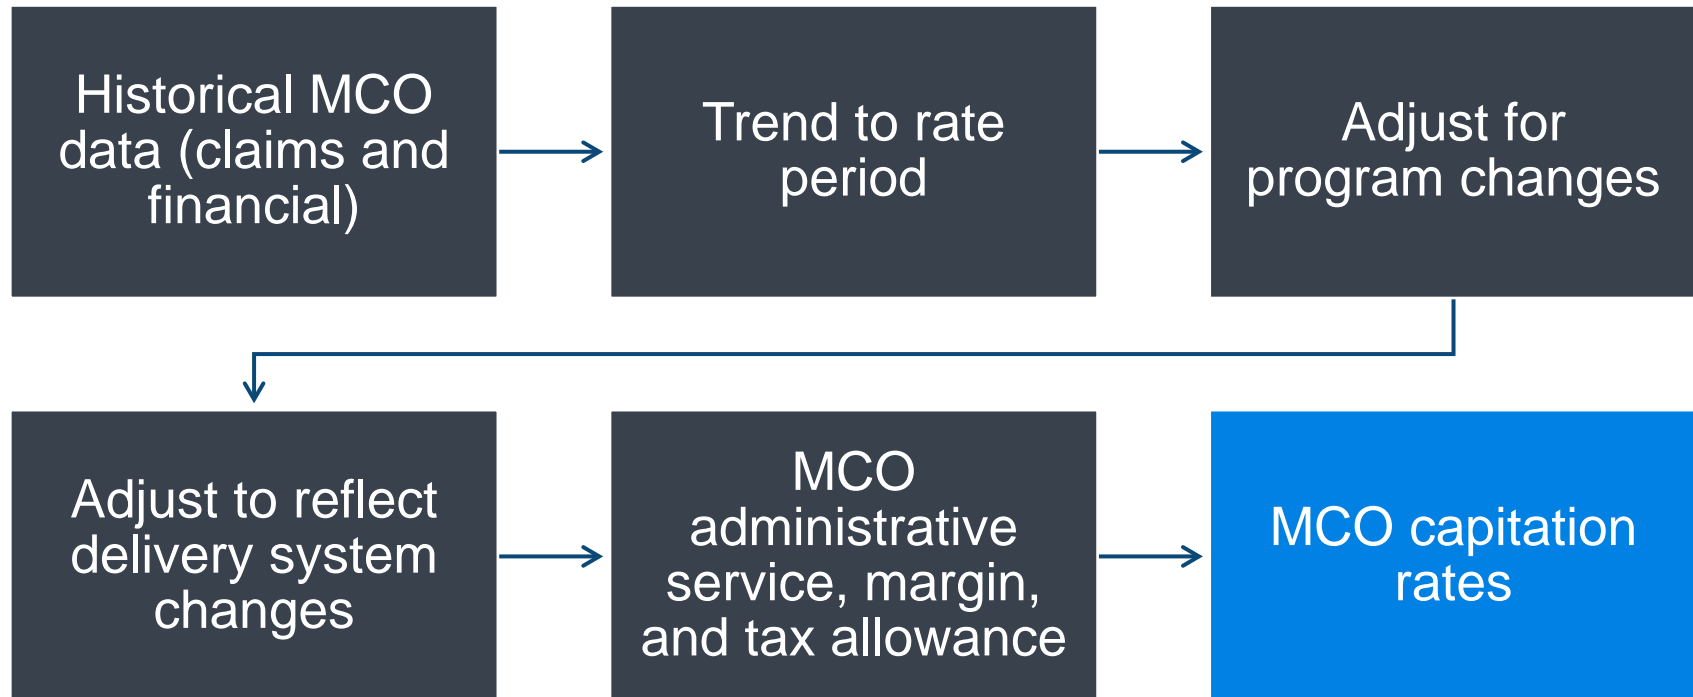 Historical MCO
data (claims and
financial)
Trend to rate
period
Adjust for
program changes
Adjust to reflect
delivery system
changes
MCO
administrative
service, margin,
and tax allowance
MCO capitation
rates